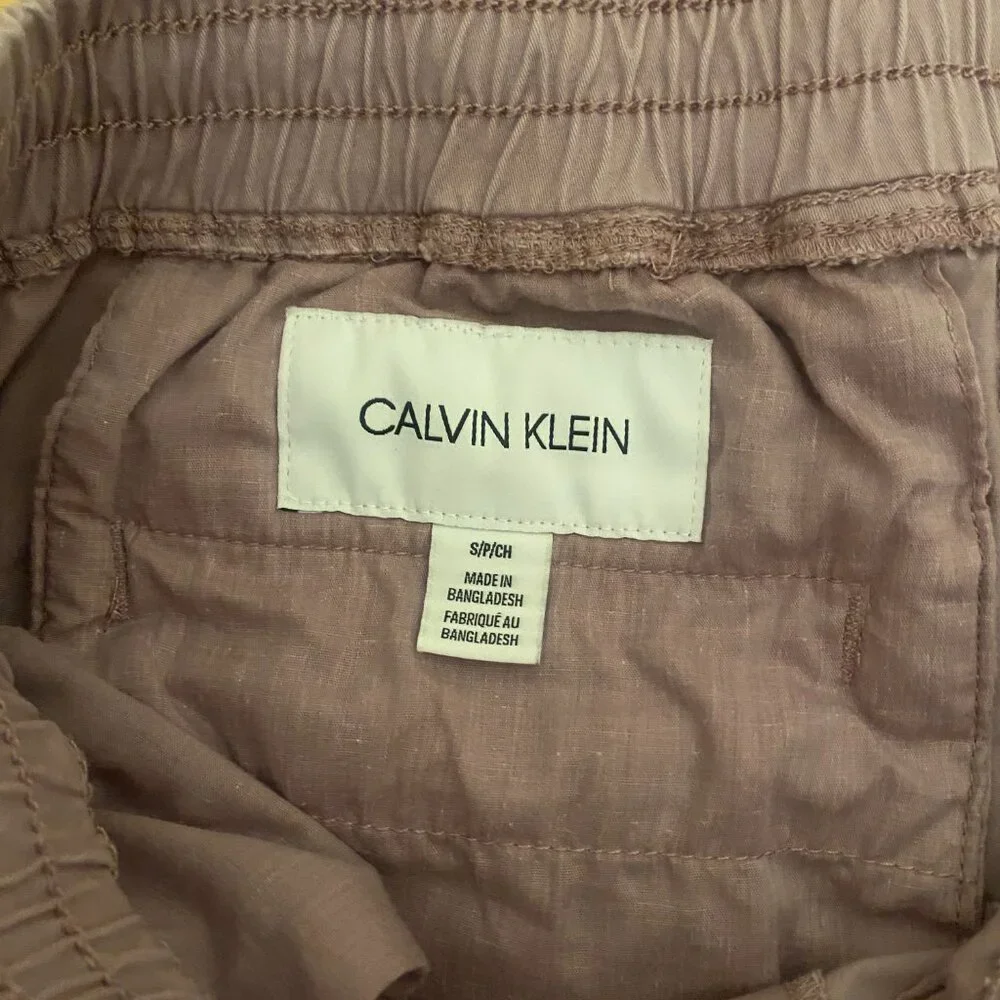 CALVIN KLEIN
S/P/CH
MADE IN
BANGLADESH
FABRIQUÉ AU
BANGLADESH